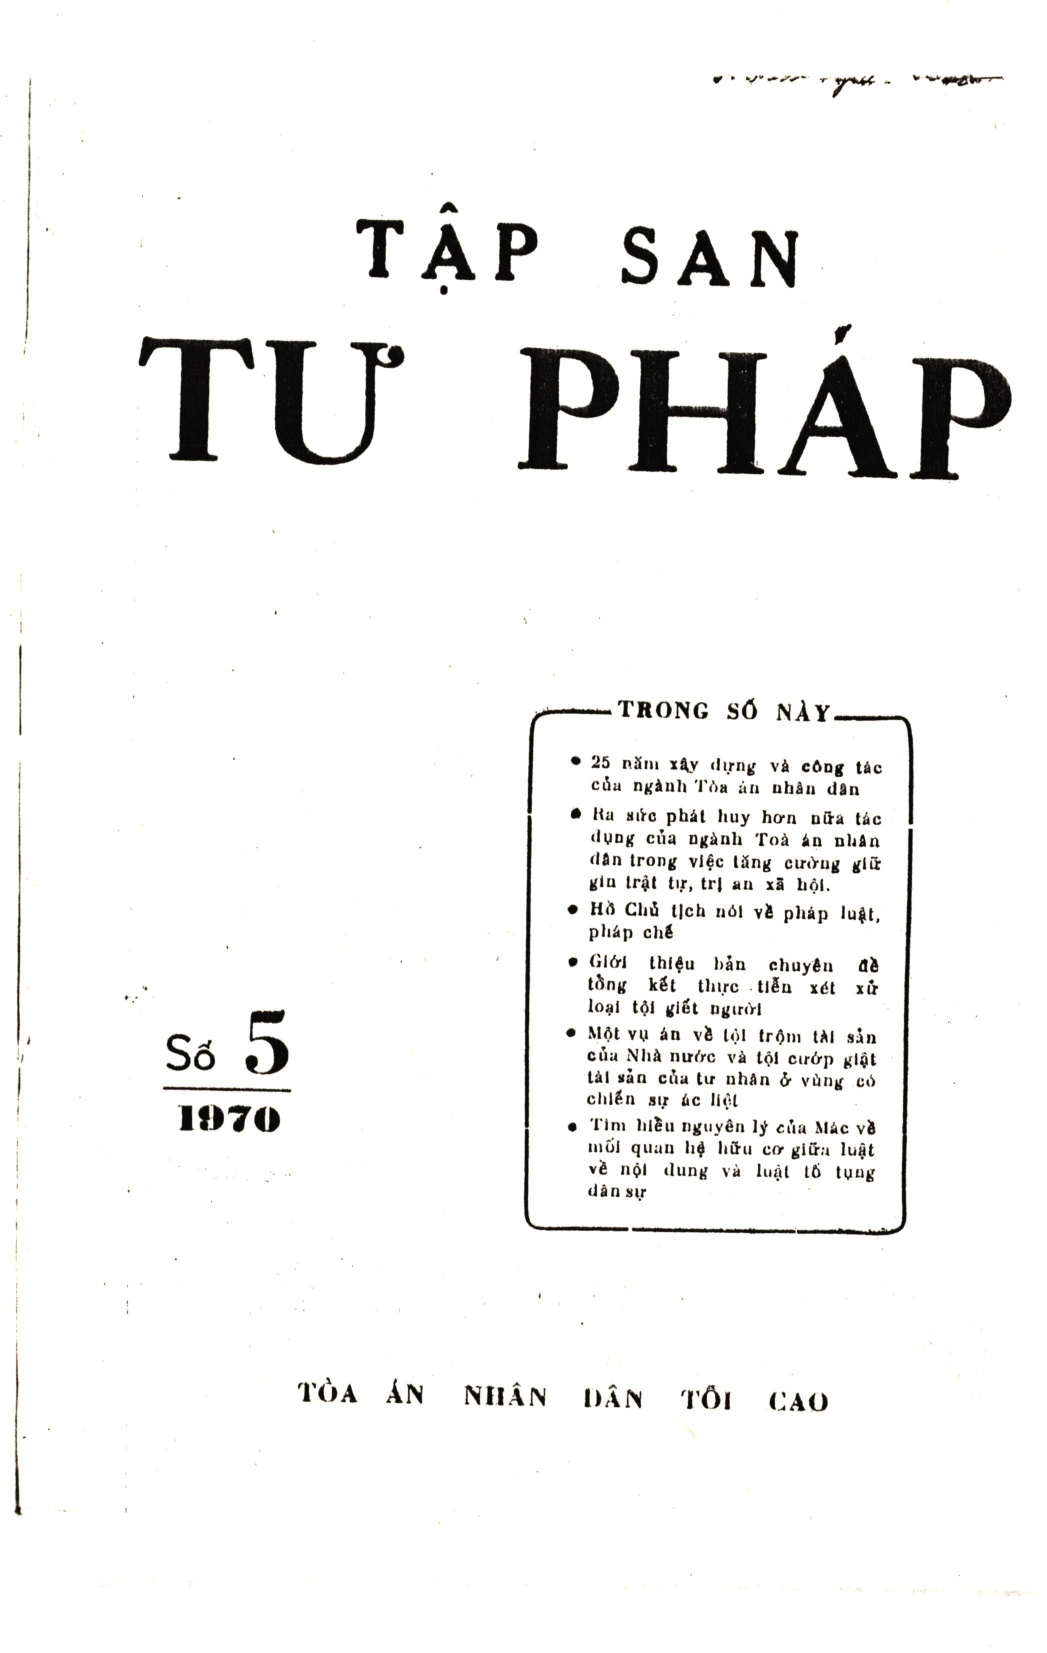 TẬP SAN
TƯ PHÁP
TRONG SỐ NÀY
• 25 năm xây dựng và công tác
của ngành Tòa án nhân dân
• Ra sức phát huy hơn nữa tác
dụng của ngành Toà án nhân
dân trong việc tăng cường giữ
gìn trật tự, trị an xã hội.
• Hồ Chủ tịch nói về pháp luật,
pháp chế
• Giới thiệu bản chuyên đề
tổng kết thực tiễn xét xử
loại tội giết người
• Một vụ án về tội trộm tài sản
của Nhà nước và tội cướp giật
tài sản của tư nhân ở vùng có
chiến sự ác liệt
• Tìm hiểu nguyên lý của Mác về
mối quan hệ hữu cơ giữa luật
về nội dung và luật tố tụng
dân sự
Số 5
1970
TÒA ÁN NHÂN DÂN TỐI CAO